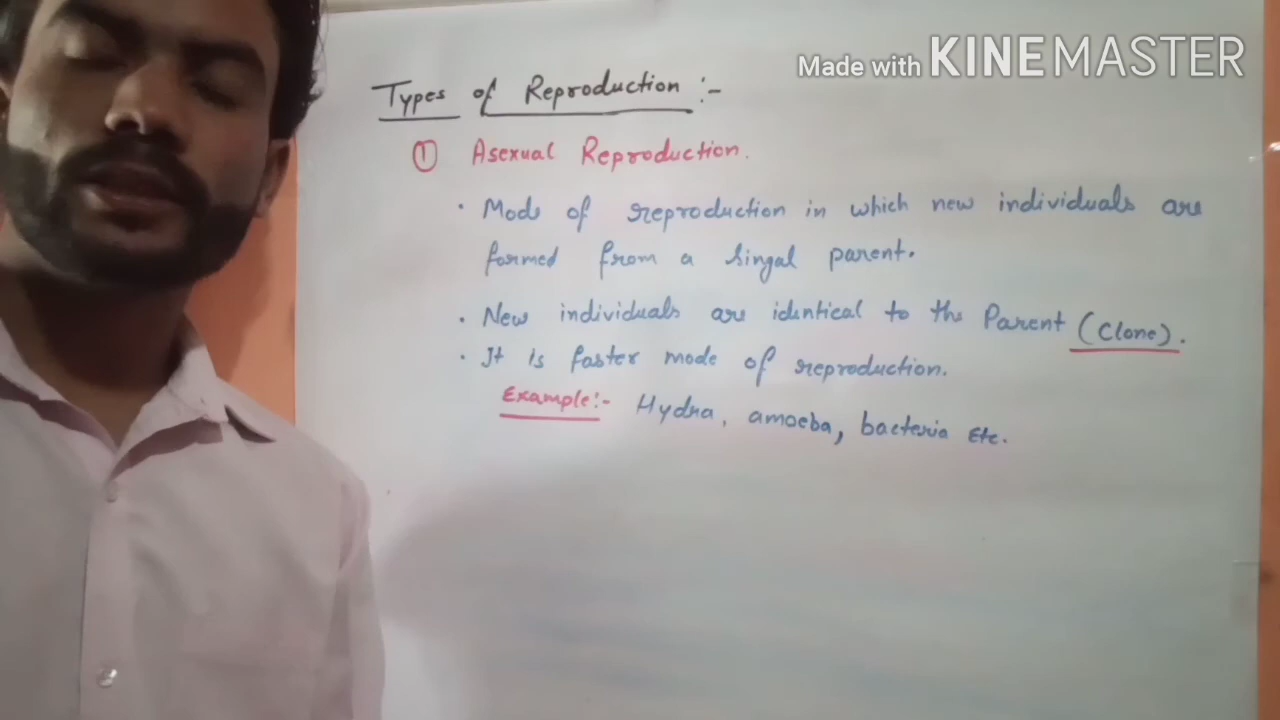 Made with KINEMASTER
Types of Reproduction :-
① Asexual Reproduction.
• Mode of reproduction in which new individuals are
formed from a singal parent.
• New individuals are identical to the Parent (Clone).
• It is faster mode of reproduction.
Example:- Hydra, amoeba, bacteria Etc.